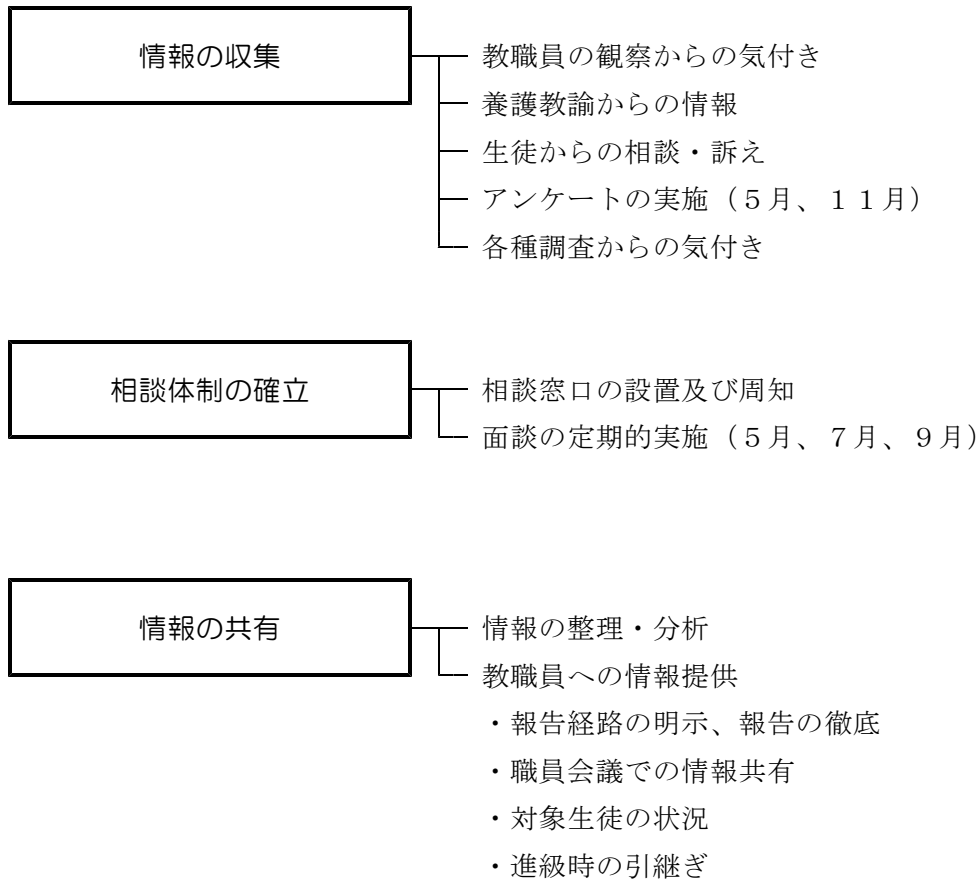 情報の収集
教職員の観察からの気付き
養護教諭からの情報
生徒からの相談・訴え
アンケートの実施（５月、１１月）
各種調査からの気付き
相談体制の確立
相談窓口の設置及び周知
面談の定期的実施（５月、７月、９月）
情報の共有
情報の整理・分析
教職員への情報提供
・報告経路の明示、報告の徹底
・職員会議での情報共有
・対象生徒の状況
・進級時の引継ぎ